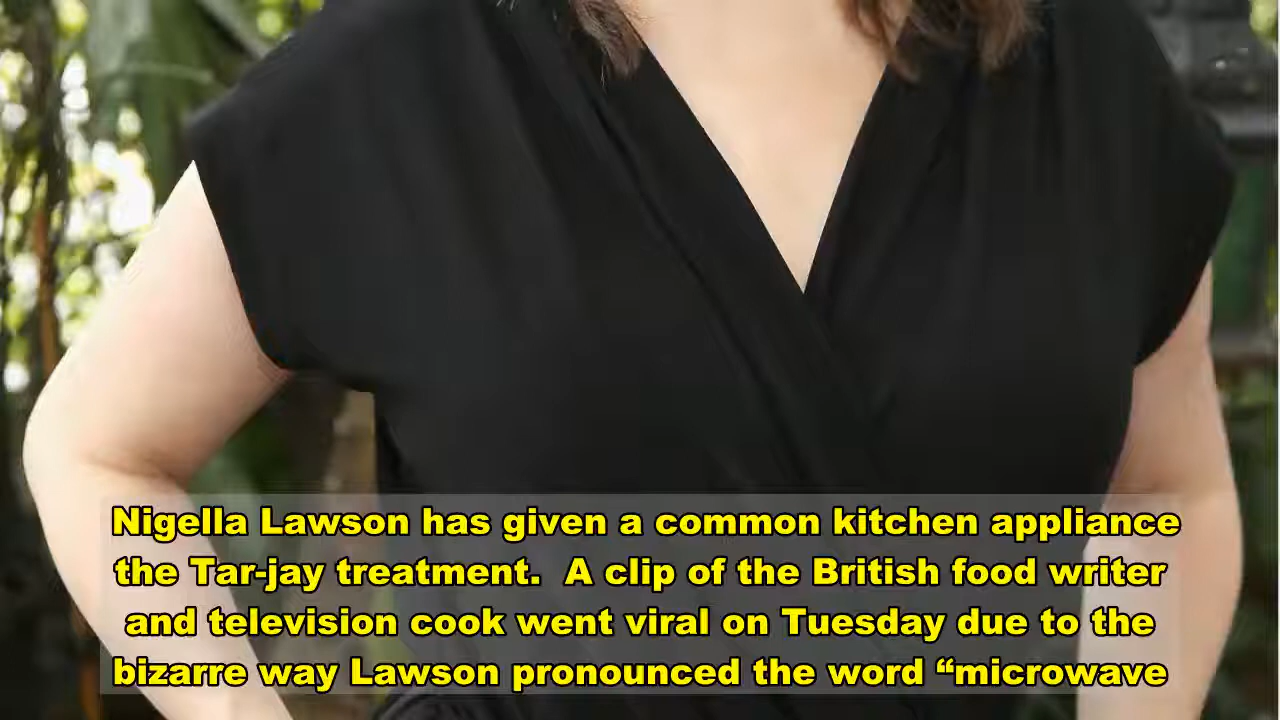 Nigella Lawson has given a common kitchen appliance
the Tar-jay treatment.  A clip of the British food writer
and television cook went viral on Tuesday due to the
bizarre way Lawson pronounced the word “microwave